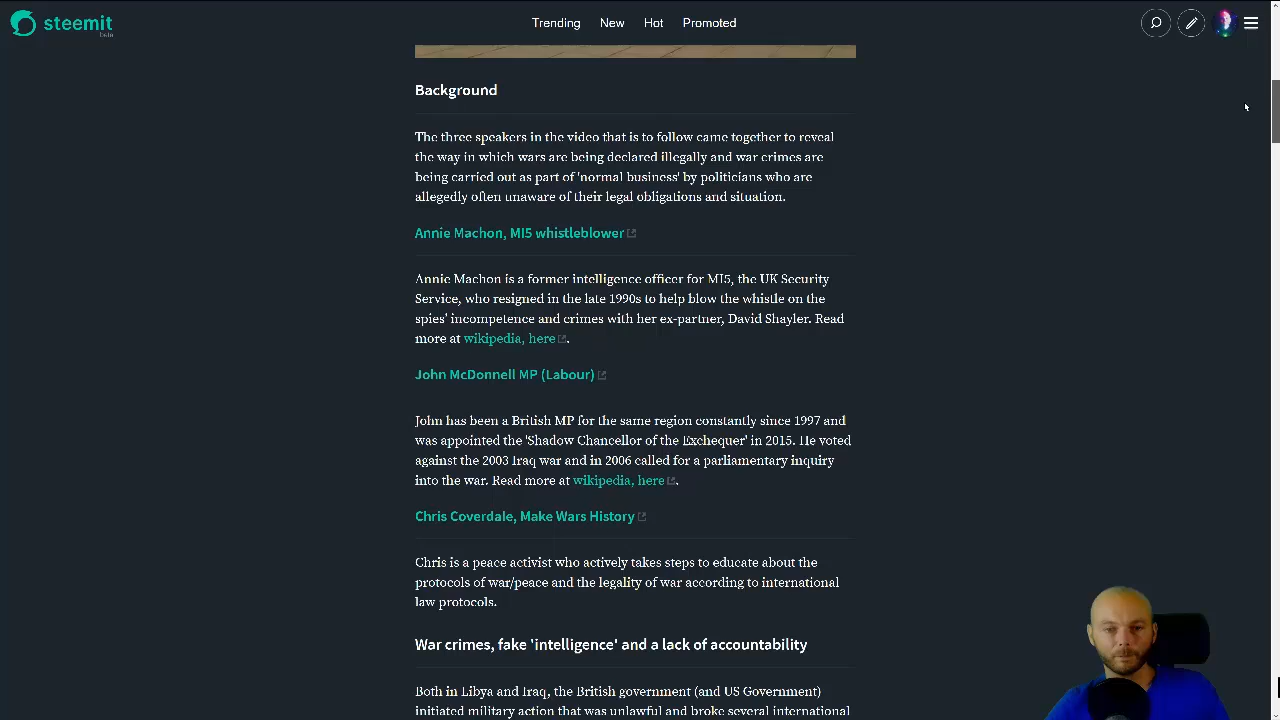 steemit
beta
Trending New Hot Promoted
Background
The three speakers in the video that is to follow came together to reveal
the way in which wars are being declared illegally and war crimes are
being carried out as part of 'normal business' by politicians who are
allegedly often unaware of their legal obligations and situation.
Annie Machon, MI5 whistleblower
Annie Machon is a former intelligence officer for MI5, the UK Security
Service, who resigned in the late 1990s to help blow the whistle on the
spies' incompetence and crimes with her ex-partner, David Shayler. Read
more at wikipedia, here.
John McDonnell MP (Labour)
John has been a British MP for the same region constantly since 1997 and
was appointed the 'Shadow Chancellor of the Exchequer' in 2015. He voted
against the 2003 Iraq war and in 2006 called for a parliamentary inquiry
into the war. Read more at wikipedia, here.
Chris Coverdale, Make Wars History
Chris is a peace activist who actively takes steps to educate about the
protocols of war/peace and the legality of war according to international
law protocols.
War crimes, fake 'intelligence' and a lack of accountability
Both in Libya and Iraq, the British government (and US Government)
initiated military action that was unlawful and broke several international